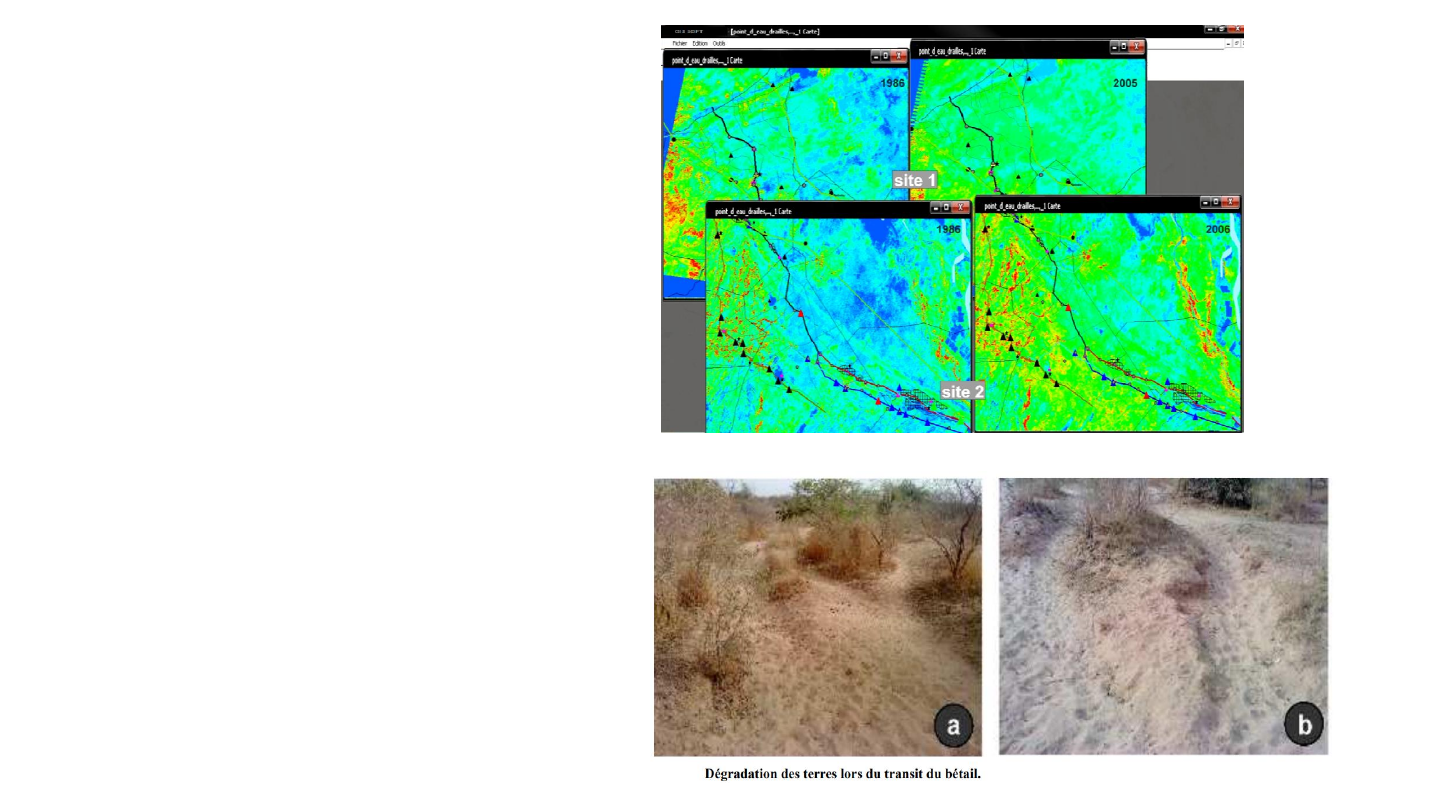 [point_d_eau_drailles,..,_1 Carte]
Fichier Edition Outils
point_d_eau_drailles,..,_1 Carte
1986
point_d_eau_drailles,..,_1 Carte
2005
site 1
point_d_eau_drailles,..,_1 Carte
1986
point_d_eau_drailles,..,_1 Carte
2006
site 2
a
b
Dégradation des terres lors du transit du bétail.